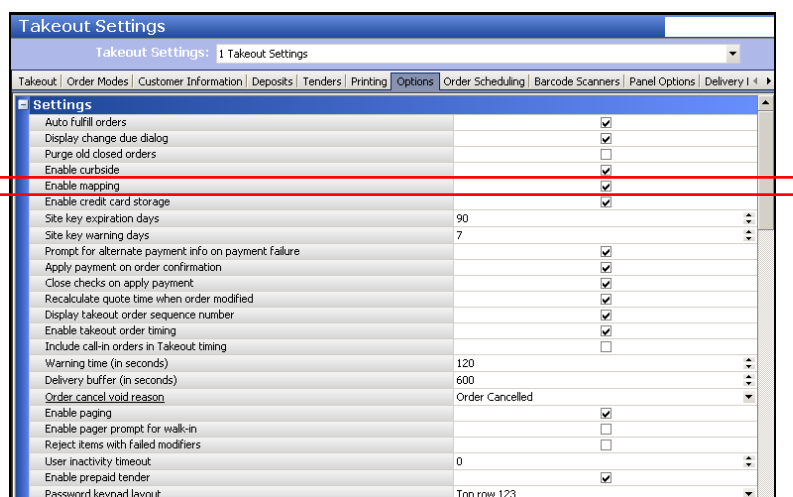 Takeout Settings
Takeout Settings: 1 Takeout Settings
Takeout Order Modes Customer Information Deposits Tenders Printing Options Order Scheduling Barcode Scanners Panel Options Delivery
Settings
Auto fulfill orders
Display change due dialog
Purge old closed orders
Enable curbside
Enable mapping
Enable credit card storage
Site key expiration days 90
Site key warning days 7
Prompt for alternate payment info on payment failure
Apply payment on order confirmation
Close checks on apply payment
Recalculate quote time when order modified
Display takeout order sequence number
Enable takeout order timing
Include call-in orders in Takeout timing
Warning time (in seconds) 120
Delivery buffer (in seconds) 600
Order cancel void reason Order Cancelled
Enable paging
Enable pager prompt for walk-in
Reject items with failed modifiers
User inactivity timeout 0
Enable prepaid tender
Password keypad layout Top row 123